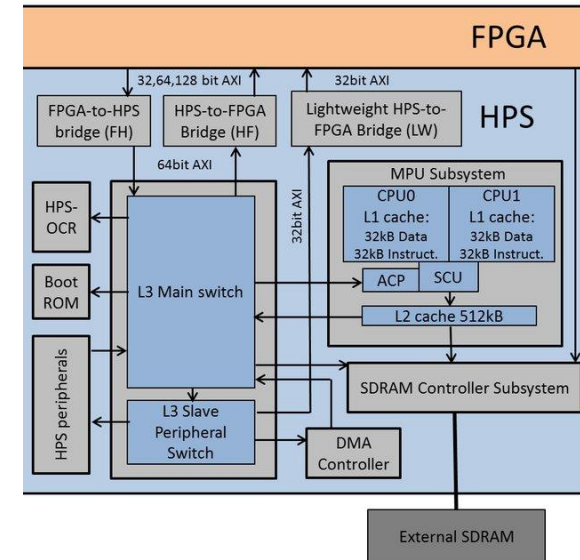 FPGA
32,64,128 bit AXI
32bit AXI
FPGA-to-HPS
bridge (FH)
HPS-to-FPGA
Bridge (HF)
Lightweight HPS-to-
FPGA Bridge (LW)
HPS
64bit AXI
32bit AXI
MPU Subsystem
CPU0
L1 cache:
32kB Data
32kB Instruct.
CPU1
L1 cache:
32kB Data
32kB Instruct.
ACP
SCU
L2 cache 512kB
HPS-
OCR
Boot
ROM
L3 Main switch
HPS peripherals
L3 Slave
Peripheral
Switch
SDRAM Controller Subsystem
DMA
Controller
External SDRAM